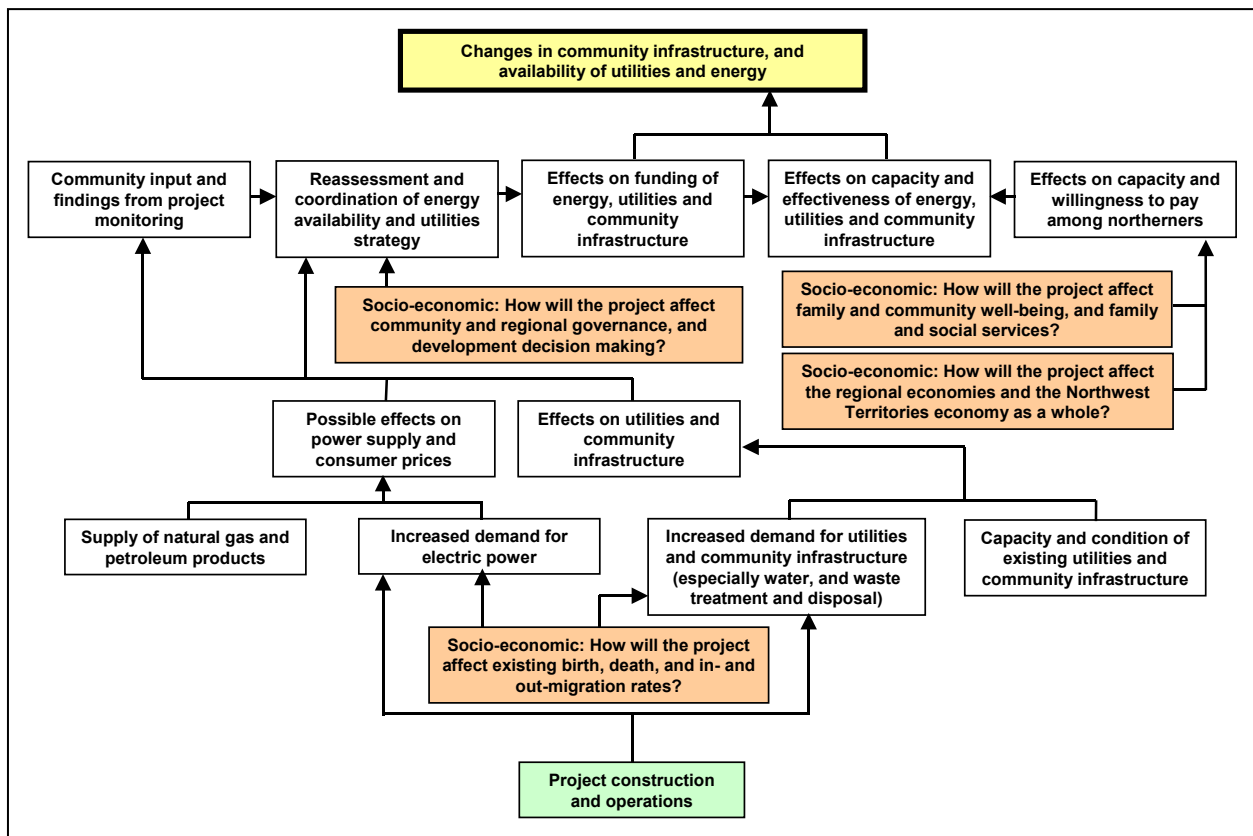 Changes in community infrastructure, and
availability of utilities and energy
Community input and
findings from project
monitoring
Reassessment and
coordination of energy
availability and utilities
strategy
Effects on funding of
energy, utilities and
community
infrastructure
Effects on capacity and
effectiveness of energy,
utilities and community
infrastructure
Effects on capacity and
willingness to pay
among northerners
Socio-economic: How will the project affect
community and regional governance, and
development decision making?
Socio-economic: How will the project affect
family and community well-being, and family
and social services?
Socio-economic: How will the project affect
the regional economies and the Northwest
Territories economy as a whole?
Possible effects on
power supply and
consumer prices
Effects on utilities and
community
infrastructure
Supply of natural gas and
petroleum products
Increased demand for
electric power
Increased demand for utilities
and community infrastructure
(especially water, and waste
treatment and disposal)
Capacity and condition of
existing utilities and
community infrastructure
Socio-economic: How will the project
affect existing birth, death, and in- and
out-migration rates?
Project construction
and operations